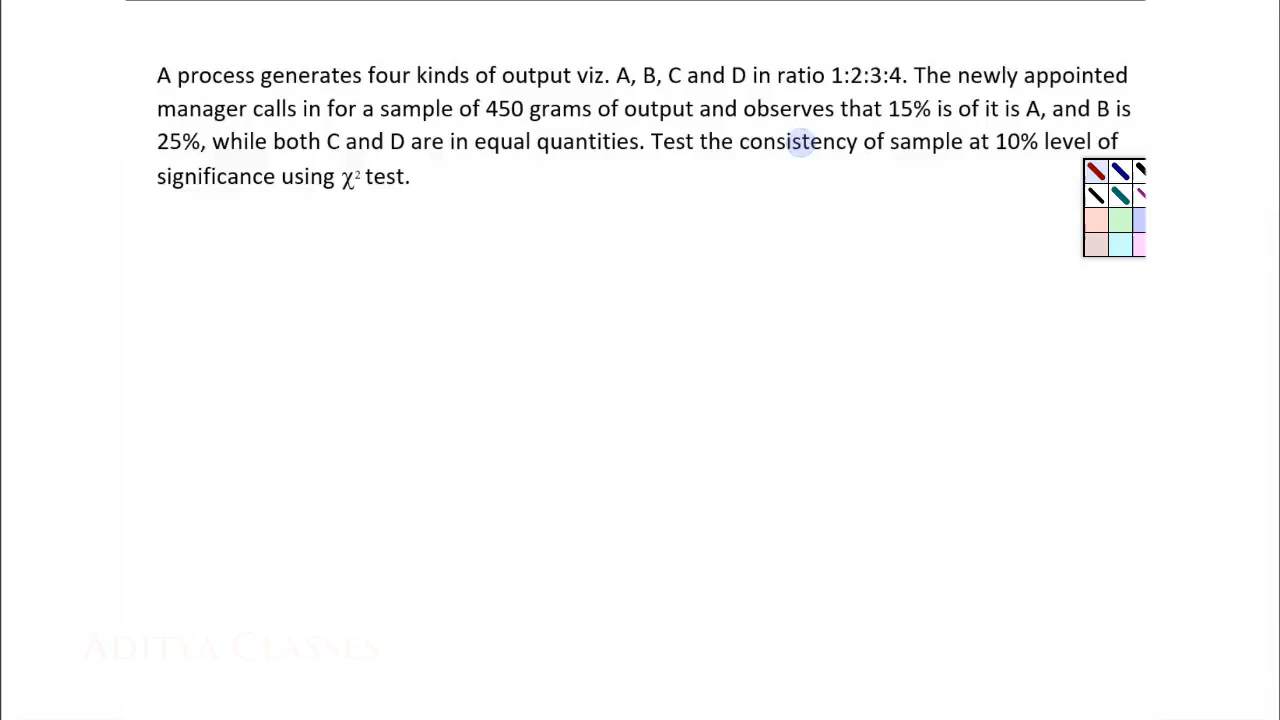 A process generates four kinds of output viz. A, B, C and D in ratio 1:2:3:4. The newly appointed
manager calls in for a sample of 450 grams of output and observes that 15% is of it is A, and B is
25%, while both C and D are in equal quantities. Test the consistency of sample at 10% level of
significance using χ² test.
ADITYA CLASSES